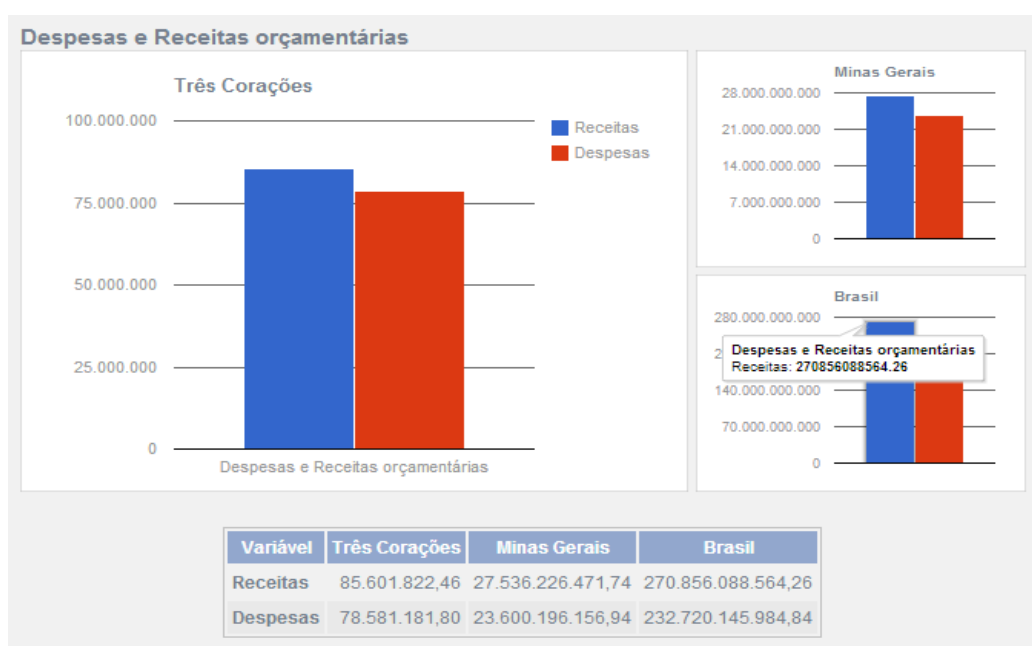 Despesas e Receitas orçamentárias
Três Corações
100.000.000
75.000.000
50.000.000
25.000.000
0
Despesas e Receitas orçamentárias
Receitas
Despesas
Minas Gerais
28.000.000.000
21.000.000.000
14.000.000.000
7.000.000.000
0
Brasil
280.000.000.000
2
Despesas e Receitas orçamentárias
Receitas: 270856088564.26
140.000.000.000
70.000.000.000
0
Variável Três Corações Minas Gerais Brasil
Receitas 85.601.822,46 27.536.226.471,74 270.856.088.564,26
Despesas 78.581.181,80 23.600.196.156,94 232.720.145.984,84